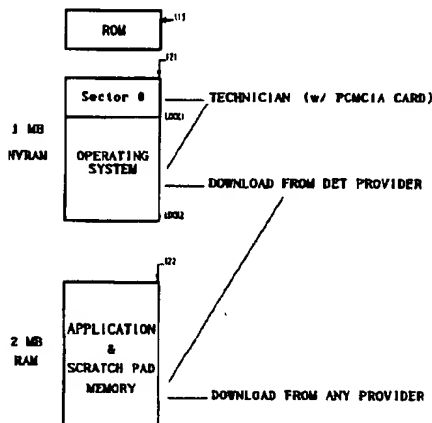 ROM
121
Sector 0
TECHNICIAN (w/ PCMCIA CARD)
1 MB
NVRAM
OPERATING
SYSTEM
DOWNLOAD FROM DET PROVIDER
122
2 MB
RAM
APPLICATION
&
SCRATCH PAD
MEMORY
DOWNLOAD FROM ANY PROVIDER